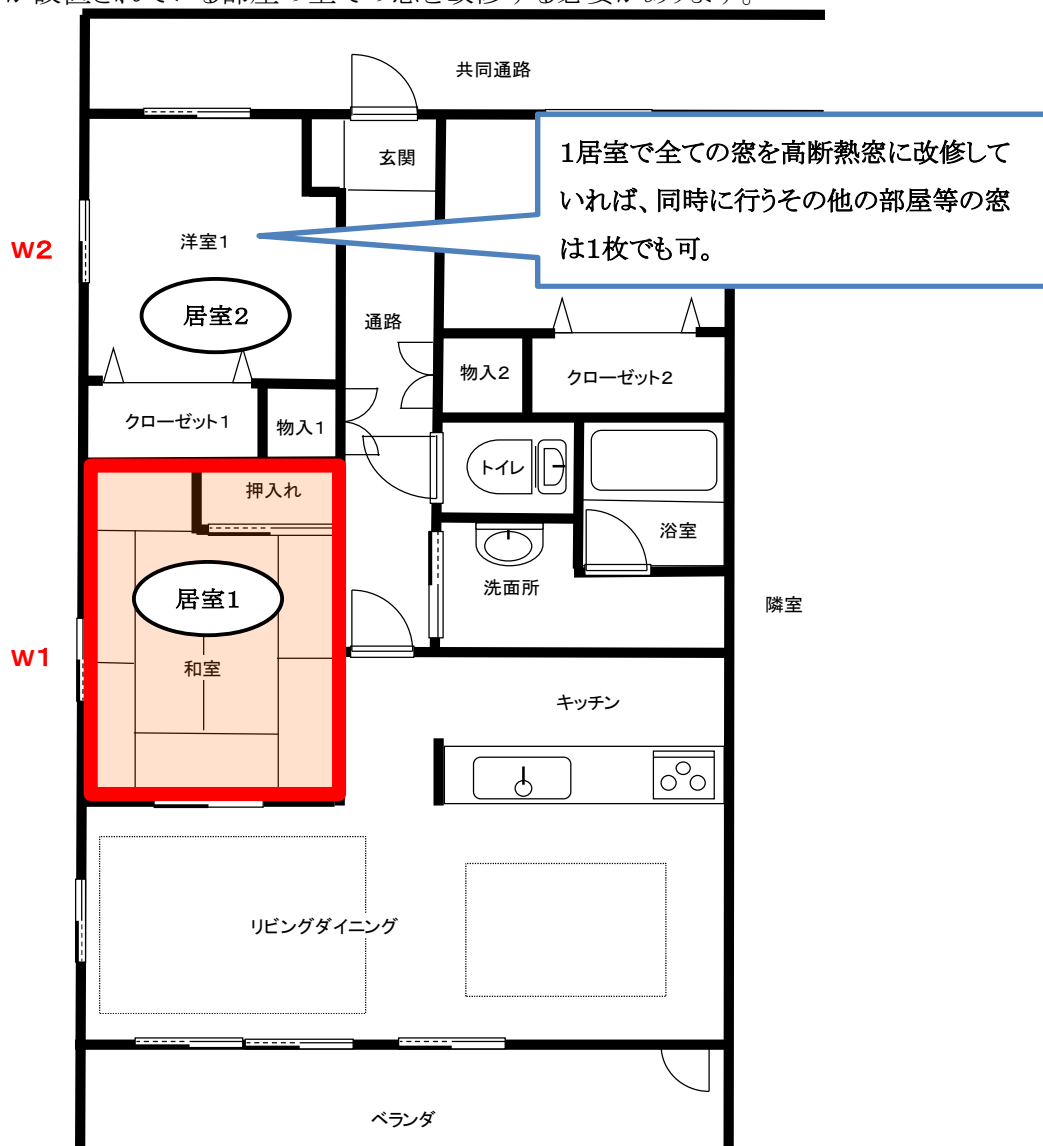 が設置されている部屋の全ての窓を改修する必要があります。
共同通路
玄関
1居室で全ての窓を高断熱窓に改修して
いれば、同時に行うその他の部屋等の窓
は1枚でも可。
w2
洋室1
居室2
通路
物入2
クローゼット2
クローゼット1
物入1
トイレ
押入れ
浴室
居室1
洗面所
隣室
w1
和室
キッチン
リビングダイニング
ベランダ